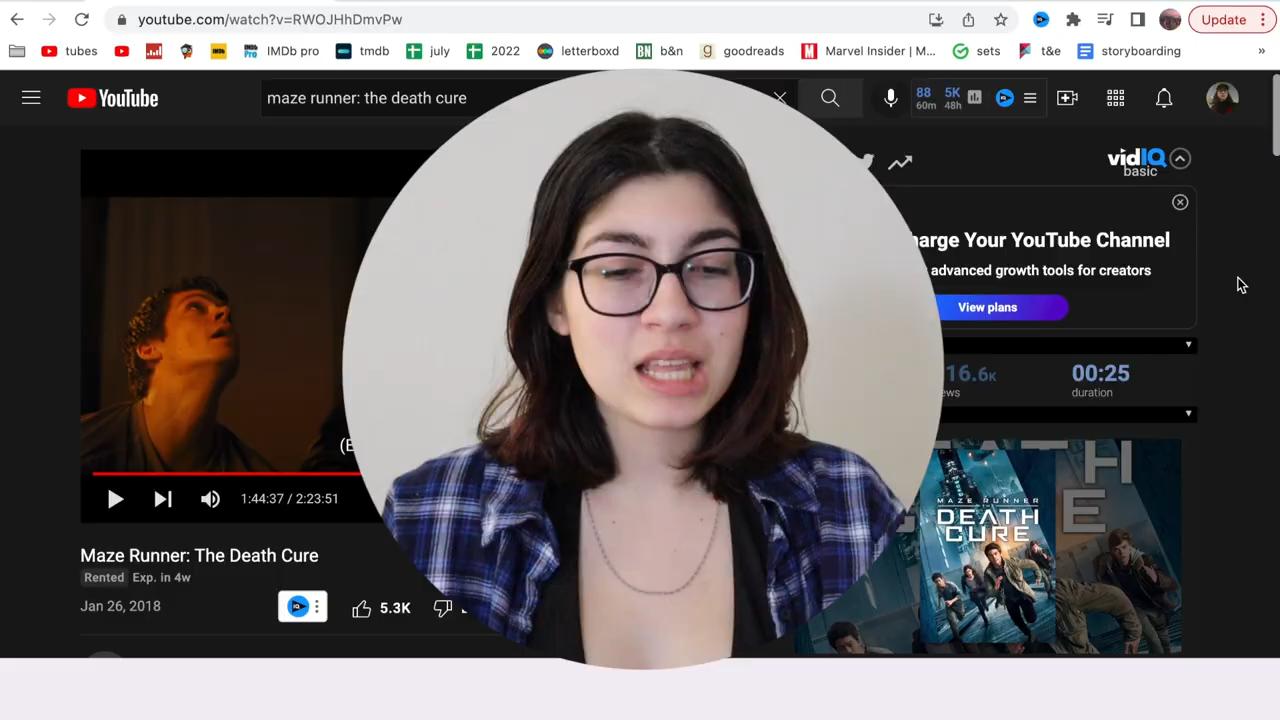 youtube.com/watch?v=RWOJHhDmvPw
Update
tubes
IMDb pro
tmdb
july
2022
letterboxd
BN b&n
g goodreads
M Marvel Insider | M...
sets
t&e
storyboarding
»
YouTube
maze runner: the death cure
88 60m
5K 48h
vidIQ
basic
arge Your YouTube Channel
advanced growth tools for creators
View plans
16.6K
ews
00:25
duration
(E
1:44:37 / 2:23:51
MAZE RUNNER
DEATH
CURE
Maze Runner: The Death Cure
Rented Exp. in 4w
Jan 26, 2018
5.3K